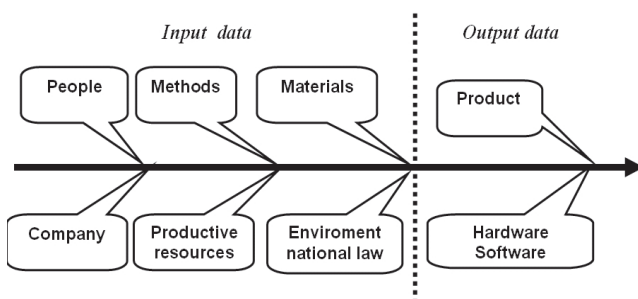 Input data
Output data
People
Methods
Materials
Product
Company
Productive
resources
Enviroment
national law
Hardware
Software